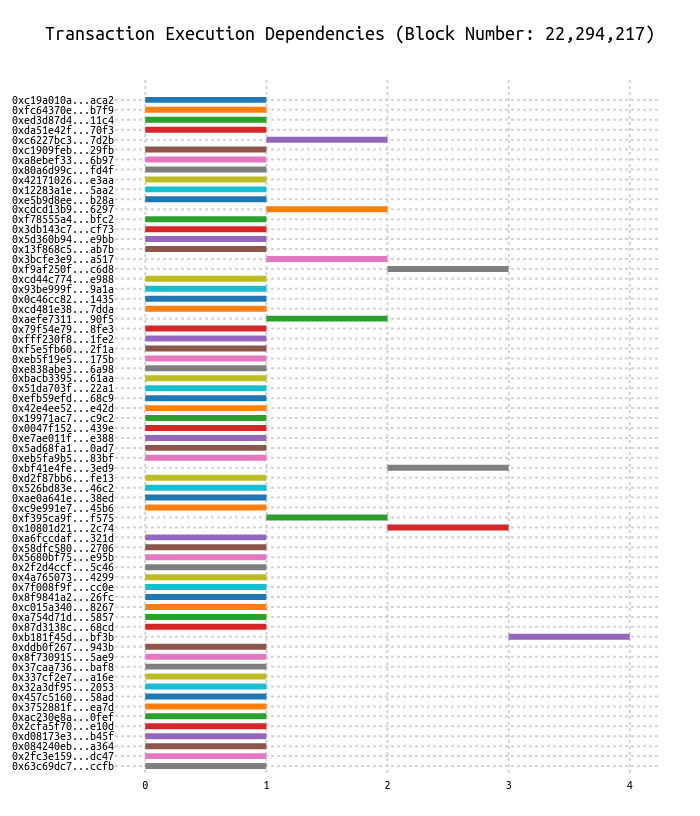 Transaction Execution Dependencies (Block Number: 22,294,217)
0xc19a010a...aca2
0xfc64370e...b7f9
0xed3d87d4...11c4
0xda51e42f...70f3
0xc6227bc3...7d2b
0xc1909feb...29fb
0xa8ebef33...6b97
0x80a6d99c...fd4f
0x42171026...e3aa
0x12283a1e...5aa2
0xe5b9d8ee...b28a
0xcdcd13b9...6297
0xf78555a4...bfc2
0x3db143c7...cf73
0x5d360b94...e9bb
0x13f868c5...ab7b
0x3bcfe3e9...a517
0xf9af250f...c6d8
0xcd44c774...e988
0x93be999f...9a1a
0x0c46cc82...1435
0xcd481e38...7dda
0xaefe7311...90f5
0x79f54e79...8fe3
0xfff230f8...1fe2
0xf5e5fb60...2f1a
0xeb5f19e5...175b
0xe838abe3...6a98
0xbacb3395...61aa
0x51da703f...22a1
0xefb59efd...68c9
0x42e4ee52...e42d
0x19971ac7...c9c2
0x0047f152...439e
0xe7ae011f...e388
0x5ad68fa1...0ad7
0xeb5fa9b5...83bf
0xbf41e4fe...3ed9
0xd2f87bb6...fe13
0x526bd83e...46c2
0xae0a641e...38ed
0xc9e991e7...45b6
0xf395ca9f...f575
0x10801d21...2c74
0xa6fccdaf...321d
0x58dfc580...2706
0x5680bf75...e95b
0x2f2d4ccf...5c46
0x4a765073...4299
0x7f008f9f...cc0e
0x8f9841a2...26fc
0xc015a340...8267
0xa754d71d...5857
0x87d3138c...68cd
0xb181f45d...bf3b
0xddb0f267...943b
0x8f730915...5ae9
0x37caa736...baf8
0x337cf2e7...a16e
0x32a3df95...2053
0x457c5160...58ad
0x3752881f...ea7d
0xac230e8a...0fef
0x2cfa5f70...e10d
0xd08173e3...b45f
0x084240eb...a364
0x2fc3e159...dc47
0x63c69dc7...ccfb
0 1 2 3 4